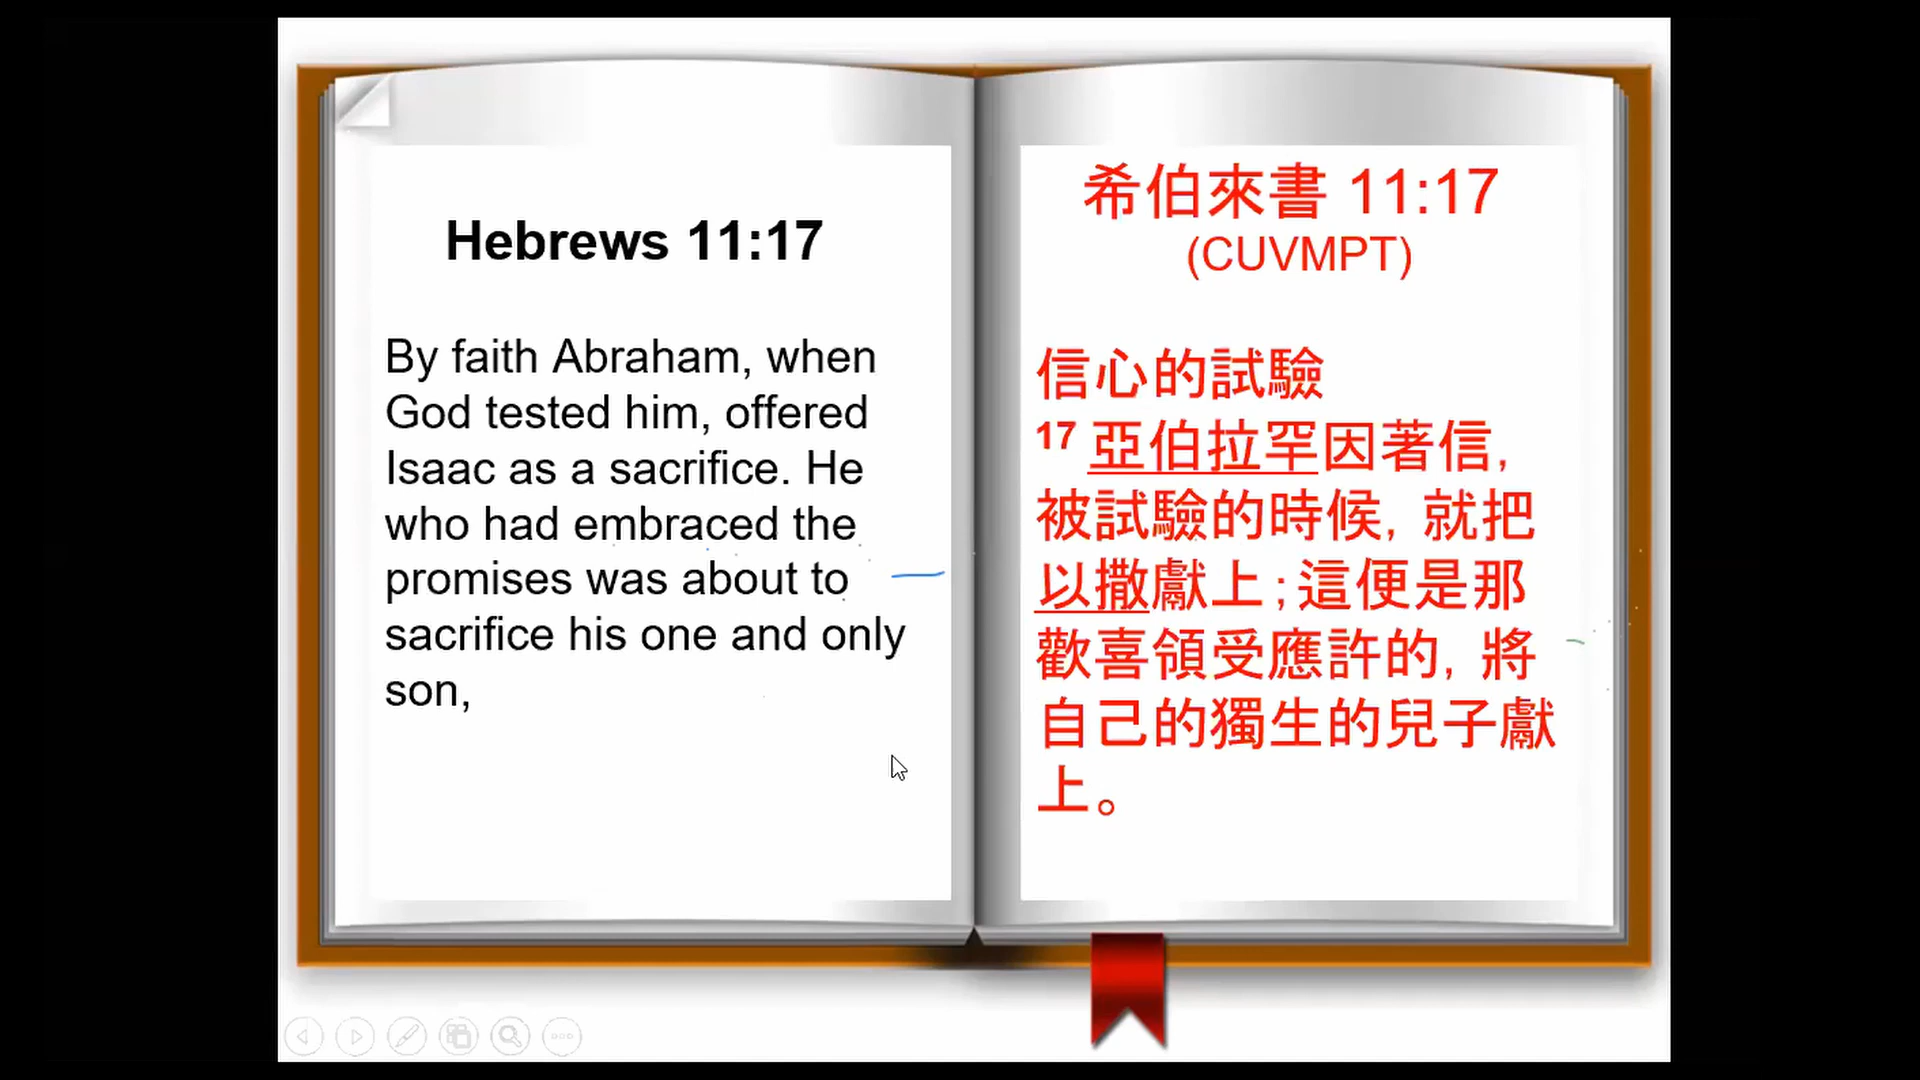 Hebrews 11:17
By faith Abraham, when
God tested him, offered
Isaac as a sacrifice. He
who had embraced the
promises was about to
sacrifice his one and only
son,
希伯來書 11:17
(CUVMPT)
信心的試驗
17 亞伯拉罕因著信,
被試驗的時候, 就把
以撒獻上; 這便是那
歡喜領受應許的, 將
自己的獨生的兒子獻
上。